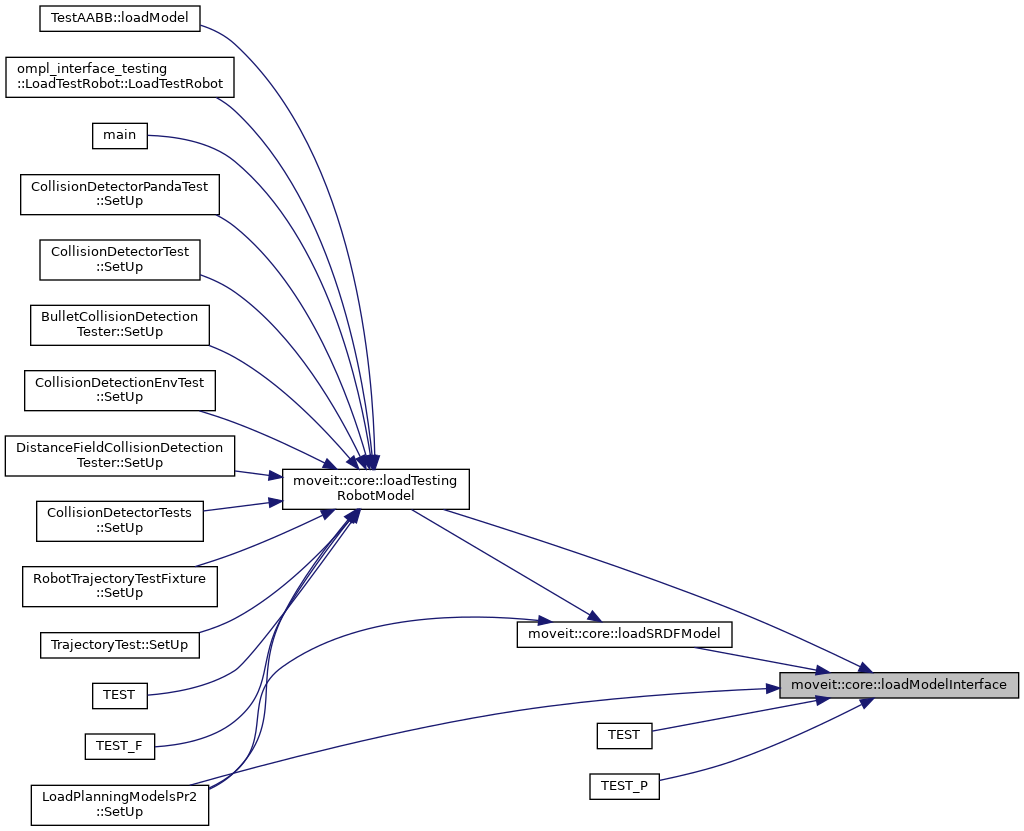 TestAABB::loadModel
ompl_interface_testing
::LoadTestRobot::LoadTestRobot
main
CollisionDetectorPandaTest
::SetUp
CollisionDetectorTest
::SetUp
BulletCollisionDetection
Tester::SetUp
CollisionDetectionEnvTest
::SetUp
DistanceFieldCollisionDetection
Tester::SetUp
CollisionDetectorTests
::SetUp
RobotTrajectoryTestFixture
::SetUp
TrajectoryTest::SetUp
TEST
TEST_F
LoadPlanningModelsPr2
::SetUp
moveit::core::loadTesting
RobotModel
moveit::core::loadSRDFModel
TEST
TEST_P
moveit::core::loadModelInterface